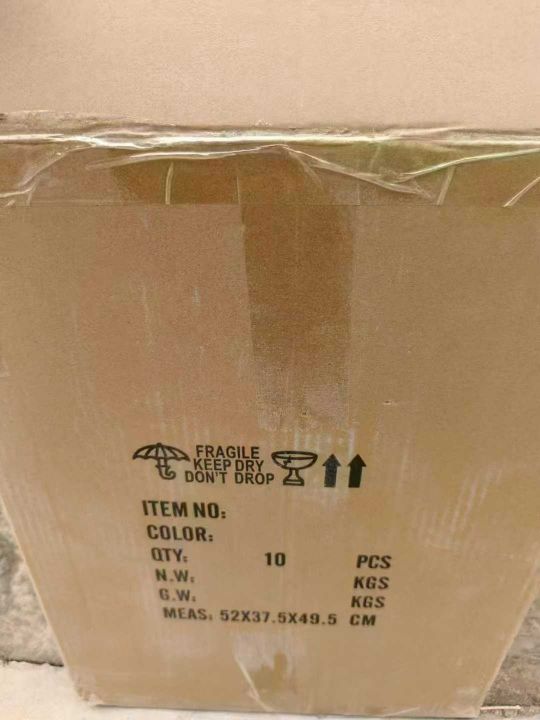 FRAGILE
KEEP DRY
DON'T DROP
ITEM NO:
COLOR:
QTY: 10 PCS
N.W: KGS
G.W: KGS
MEAS: 52X37.5X49.5 CM